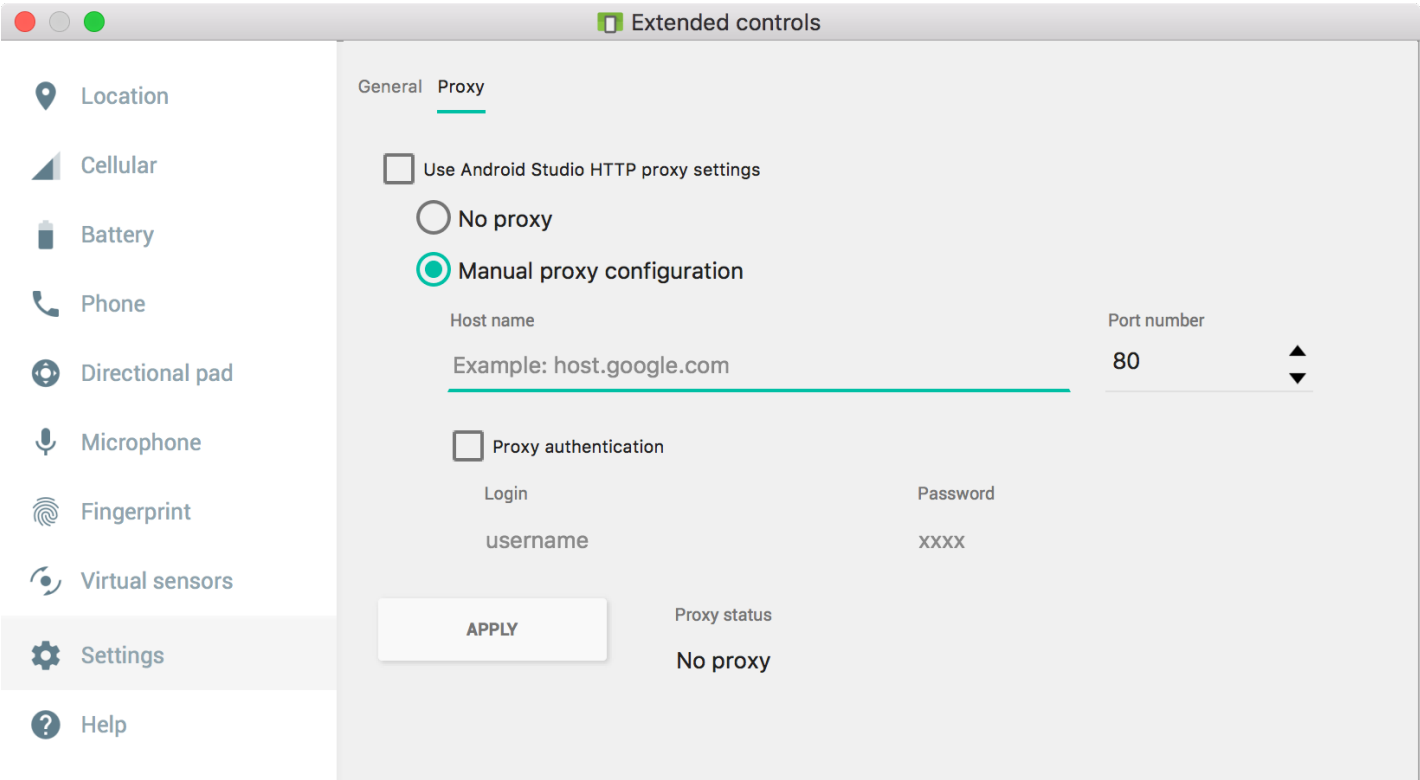 Extended controls
Location
Cellular
Battery
Phone
Directional pad
Microphone
Fingerprint
Virtual sensors
Settings
Help
General Proxy
Use Android Studio HTTP proxy settings
No proxy
Manual proxy configuration
Host name Port number
Example: host.google.com 80
Proxy authentication
Login Password
username xxxx
APPLY Proxy status
No proxy